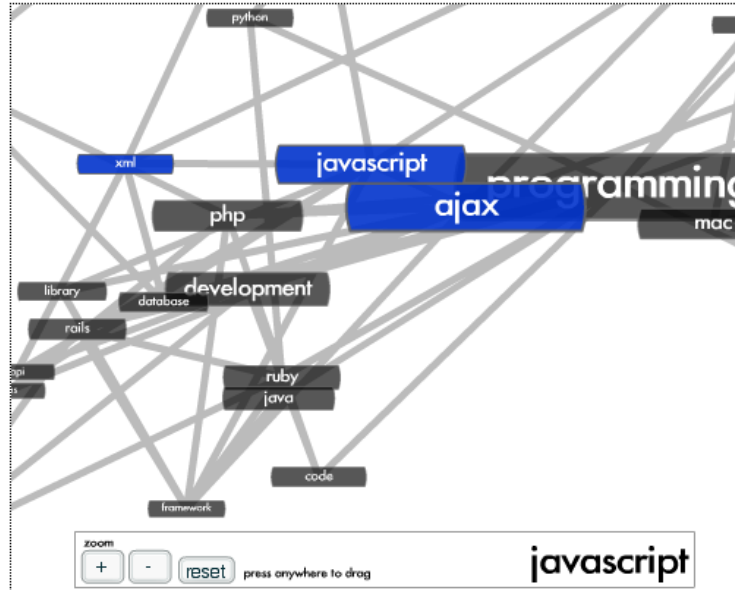 python
xml
javascript
programming
php
ajax
mac
library
database
development
rails
pi
s
ruby
java
code
framework
zoom
+
-
reset
press anywhere to drag
javascript